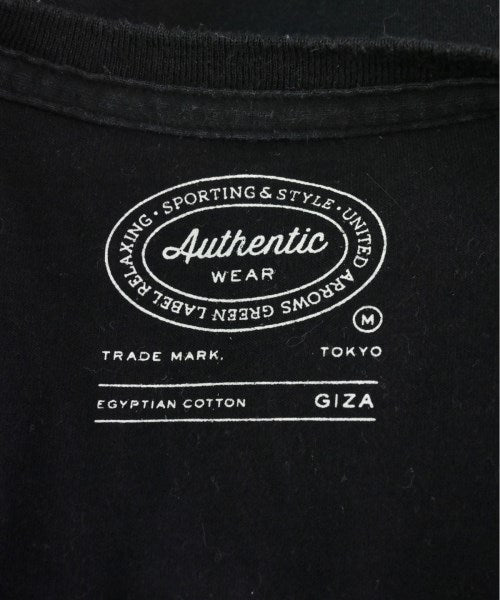 SPORTING & STYLE · UNITED ARROWS GREEN LABEL RELAXING ·
Authentic
WEAR
M
TRADE MARK. TOKYO
EGYPTIAN COTTON GIZA